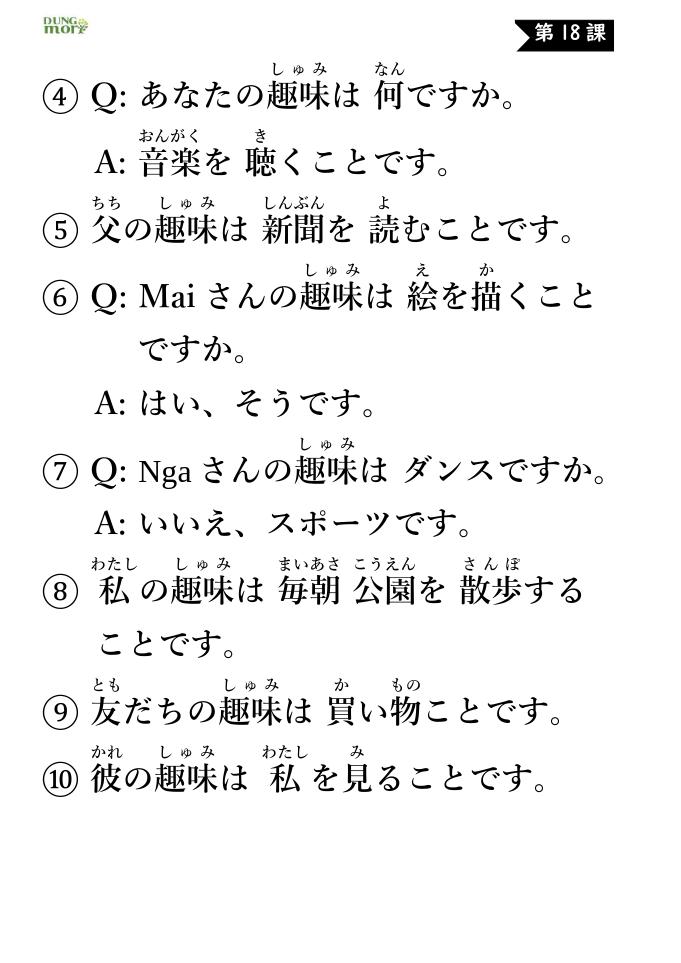 DUNG
mori
第18課
しゅみ なん
④ Q: あなたの趣味は 何ですか。
おんがく き
A: 音楽を 聴くことです。
ちち しゅみ しんぶん よ
⑤ 父の趣味は 新聞を 読むことです。
しゅみ え か
⑥ Q: Mai さんの趣味は 絵を描くこと
ですか。
A: はい、そうです。
しゅみ
⑦ Q: Nga さんの趣味は ダンスですか。
A: いいえ、スポーツです。
わたし しゅみ まいあさ こうえん さんぽ
⑧ 私の趣味は 毎朝 公園を 散歩する
ことです。
とも しゅみ か もの
⑨ 友だちの趣味は 買い物ことです。
かれ しゅみ わたし み
⑩ 彼の趣味は 私を見ることです。